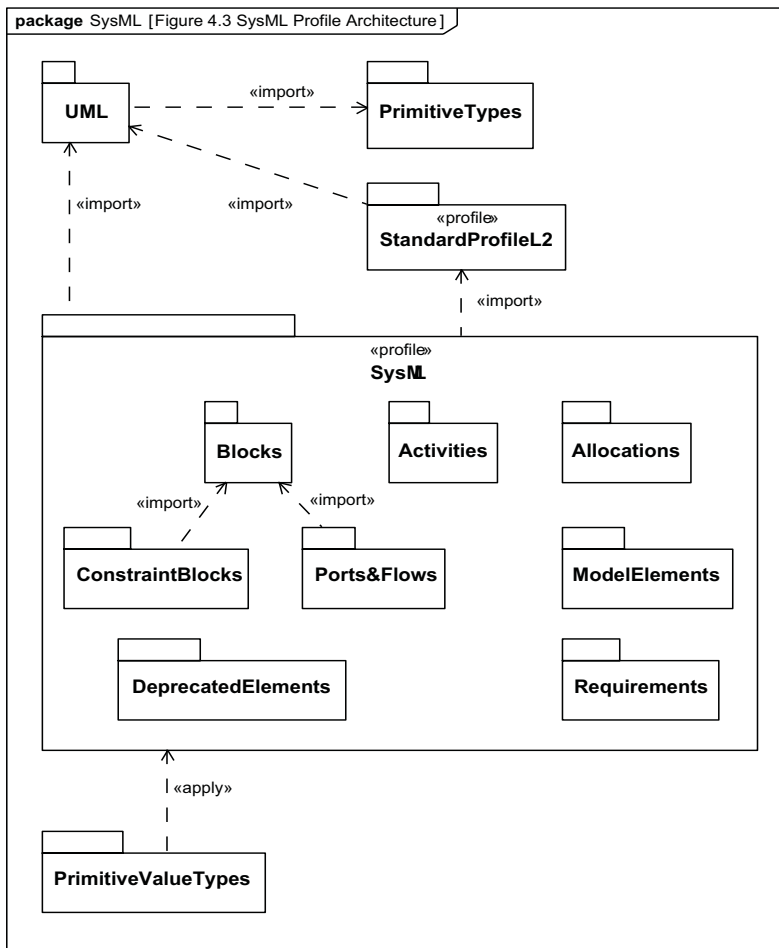 package SysML [Figure 4.3 SysML Profile Architecture]
UML
«import»
PrimitiveTypes
«import»
«import»
«profile»
StandardProfileL2
«import»
«profile»
SysML
Blocks
Activities
Allocations
«import»
«import»
ConstraintBlocks
Ports&Flows
ModelElements
DeprecatedElements
Requirements
«apply»
PrimitiveValueTypes